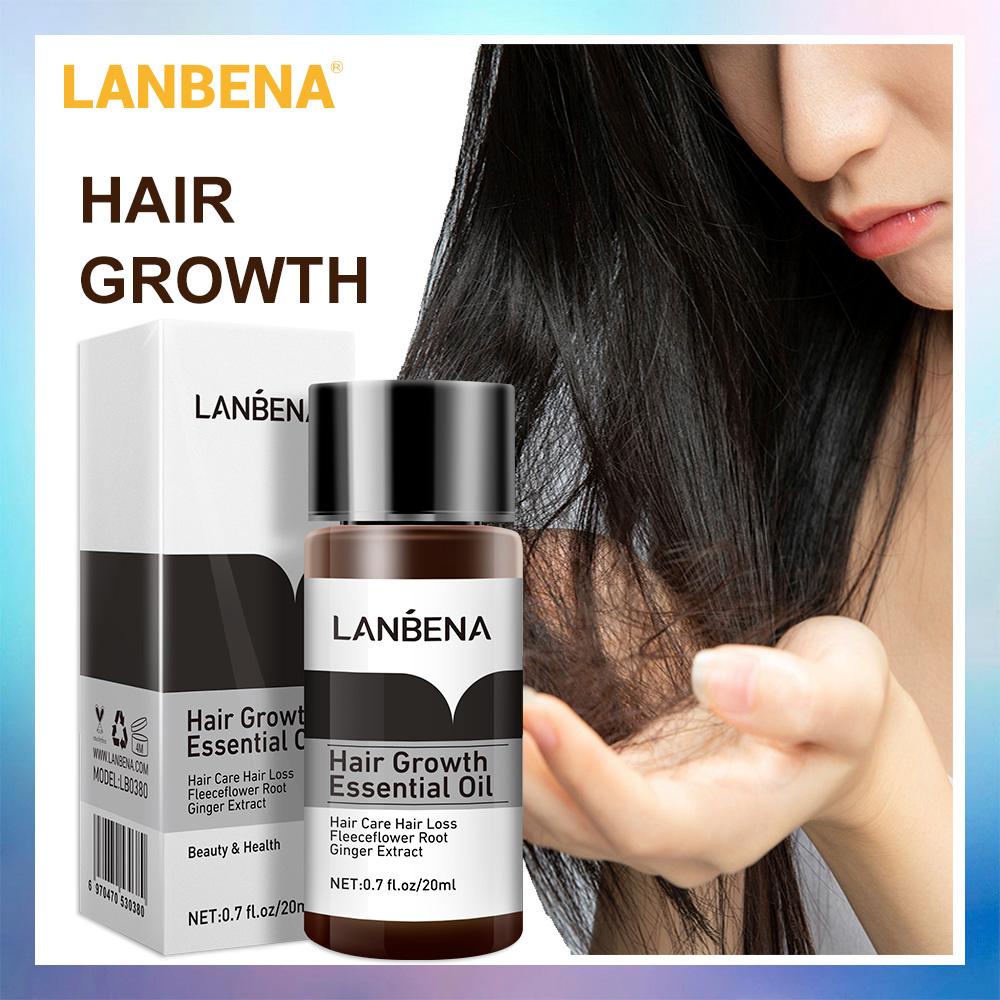 LANBENA®
HAIR
GROWTH
LANBENA
Hair Growt
Essential O
Hair Care Hair Loss
Fleeceflower Root
Ginger Extract
Beauty & Health
NET:0.7 fl.oz/20m
4M
WWW.LANBENA.COM
MODEL:LB0380
6 970470 530380
LANBENA
Hair Growth
Essential Oil
Hair Care Hair Loss
Fleeceflower Root
Ginger Extract
NET:0.7 fl.oz/20ml